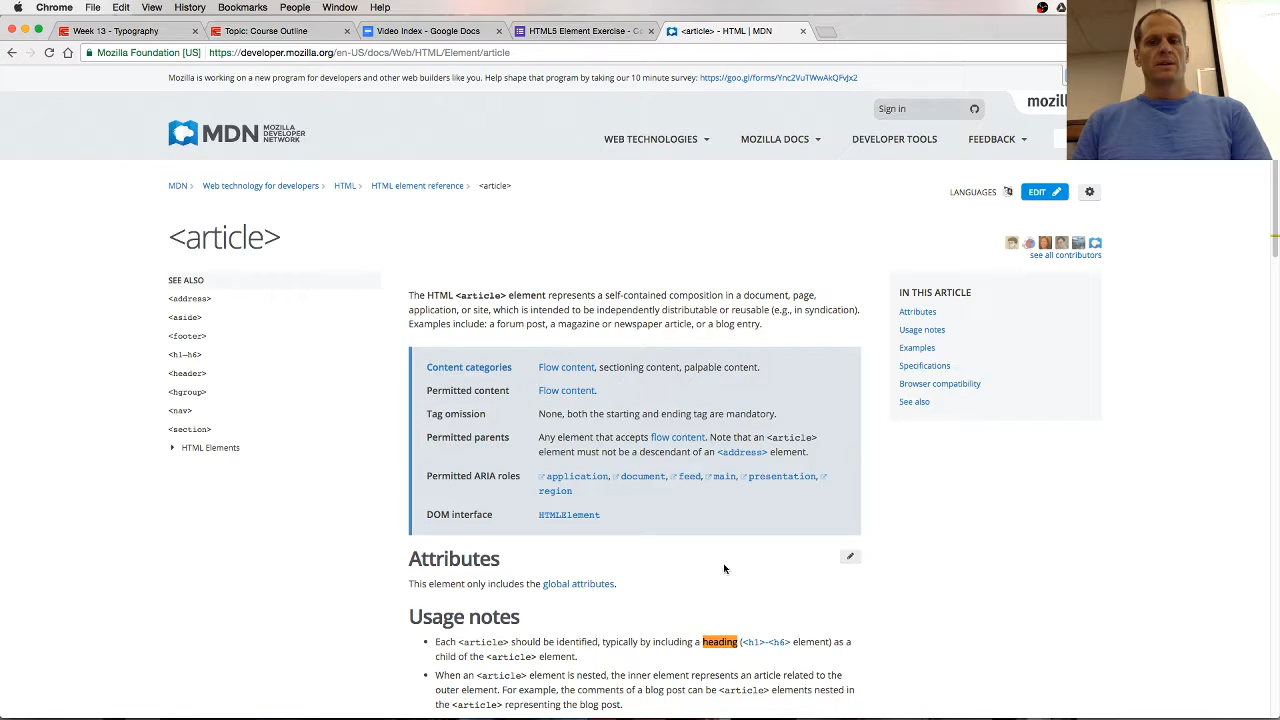 Chrome File Edit View History Bookmarks People Window Help
Week 13 - Typography
Topic: Course Outline
Video Index - Google Docs
HTML5 Element Exercise - Go
<article> - HTML | MDN
Mozilla Foundation [US] https://developer.mozilla.org/en-US/docs/Web/HTML/Element/article
Mozilla is working on a new program for developers and other web builders like you. Help shape that program by taking our 10 minute survey: https://goo.gl/forms/Ync2VuTWwAkQFvJx2
Sign in
mozil
MDN MOZILLA DEVELOPER NETWORK
WEB TECHNOLOGIES MOZILLA DOCS DEVELOPER TOOLS FEEDBACK
MDN Web technology for developers HTML HTML element reference <article>
LANGUAGES EDIT
<article>
see all contributors
SEE ALSO
<address>
<aside>
<footer>
<h1–h6>
<header>
<hgroup>
<nav>
<section>
HTML Elements
The HTML <article> element represents a self-contained composition in a document, page,
application, or site, which is intended to be independently distributable or reusable (e.g., in syndication).
Examples include: a forum post, a magazine or newspaper article, or a blog entry.
Content categories Flow content, sectioning content, palpable content.
Permitted content Flow content.
Tag omission None, both the starting and ending tag are mandatory.
Permitted parents Any element that accepts flow content. Note that an <article>
element must not be a descendant of an <address> element.
Permitted ARIA roles application, document, feed, main, presentation,
region
DOM interface HTMLElement
Attributes
This element only includes the global attributes.
Usage notes
Each <article> should be identified, typically by including a heading (<h1>-<h6> element) as a
child of the <article> element.
When an <article> element is nested, the inner element represents an article related to the
outer element. For example, the comments of a blog post can be <article> elements nested in
the <article> representing the blog post.
IN THIS ARTICLE
Attributes
Usage notes
Examples
Specifications
Browser compatibility
See also